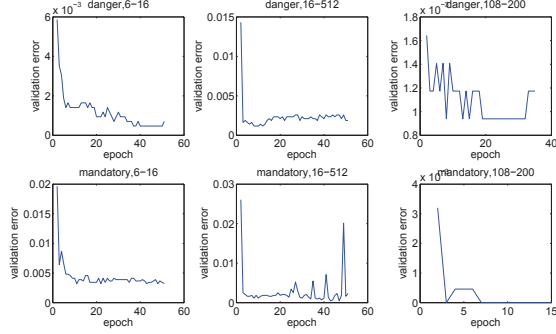 x 10⁻³ danger,6−16
6
4
2
0
validation error
0 20 40 60
epoch
danger,16−512
0.015
0.01
0.005
0
validation error
0 20 40 60
epoch
x 10 danger,108−200
1.8
1.6
1.4
1.2
1
0.8
validation error
0 20 40
epoch
mandatory,6−16
0.02
0.015
0.01
0.005
0
validation error
0 20 40 60
epoch
mandatory,16−512
0.03
0.02
0.01
0
validation error
0 20 40 60
epoch
x 10 mandatory,108−200
4
3
2
1
0
validation error
0 5 10 15
epoch